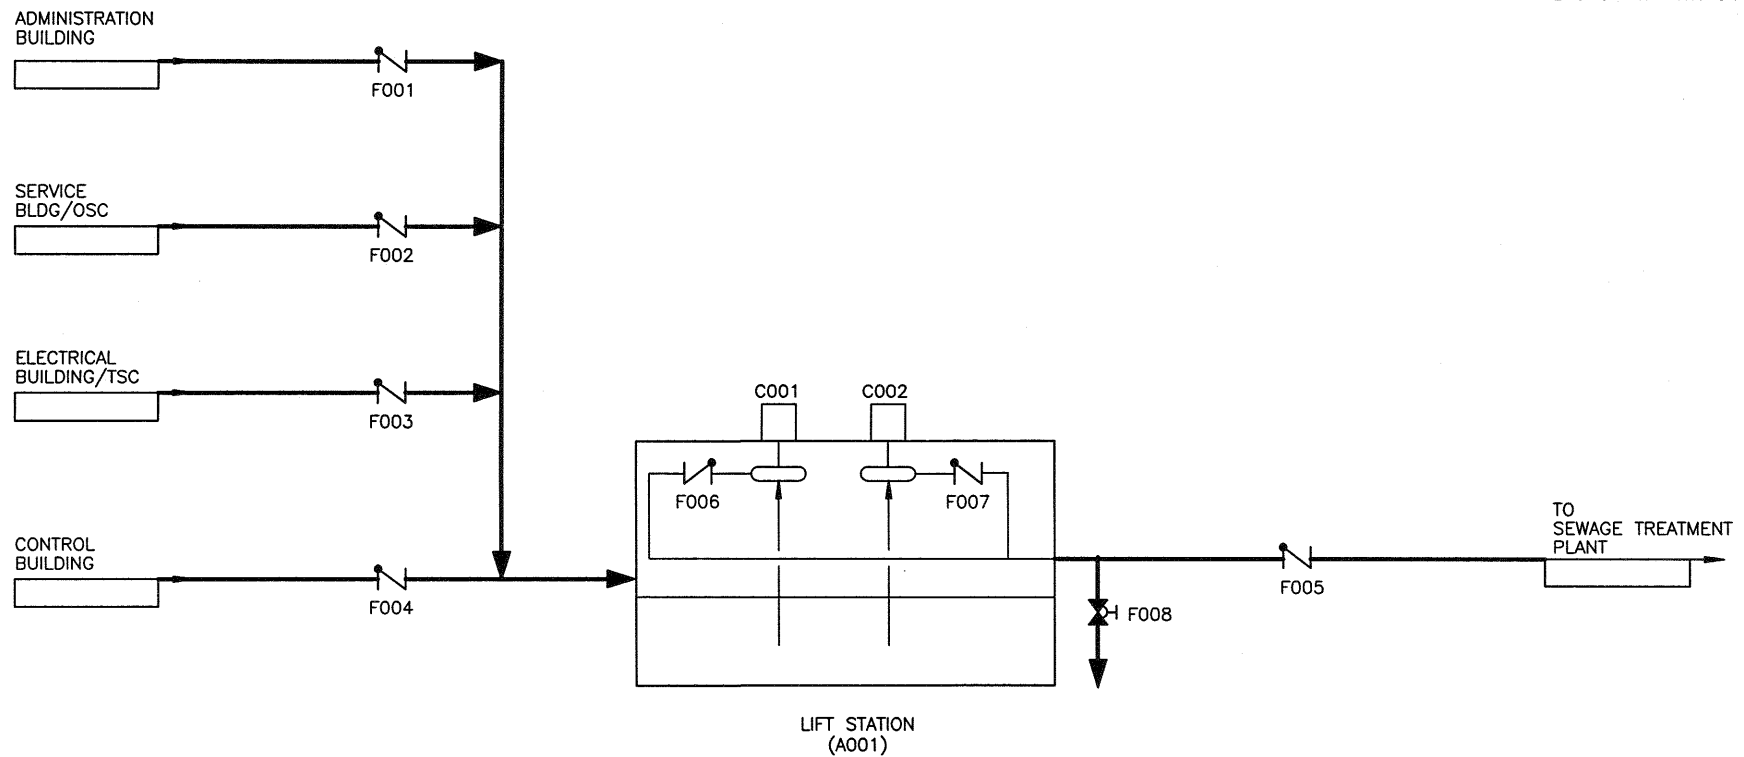 ADMINISTRATION
BUILDING
F001
SERVICE
BLDG/OSC
F002
ELECTRICAL
BUILDING/TSC
F003
C001
C002
F006
F007
CONTROL
BUILDING
F004
TO
SEWAGE TREATMENT
PLANT
F005
F008
LIFT STATION
(A001)